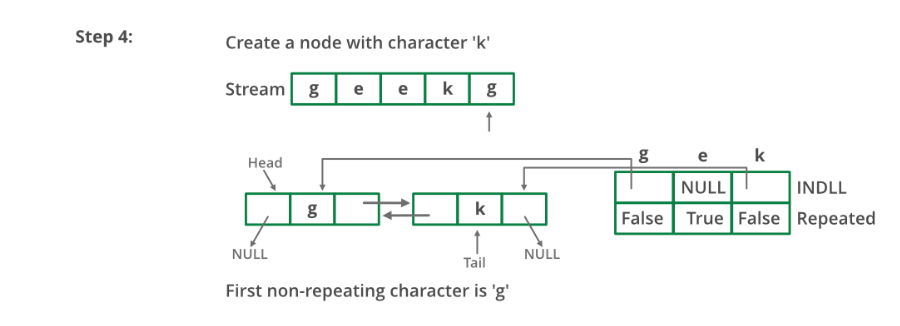 Step 4:
Create a node with character 'k'
Stream g e e k g
g e k
Head
NULL INDLL
g k
False True False Repeated
NULL Tail NULL
First non-repeating character is 'g'